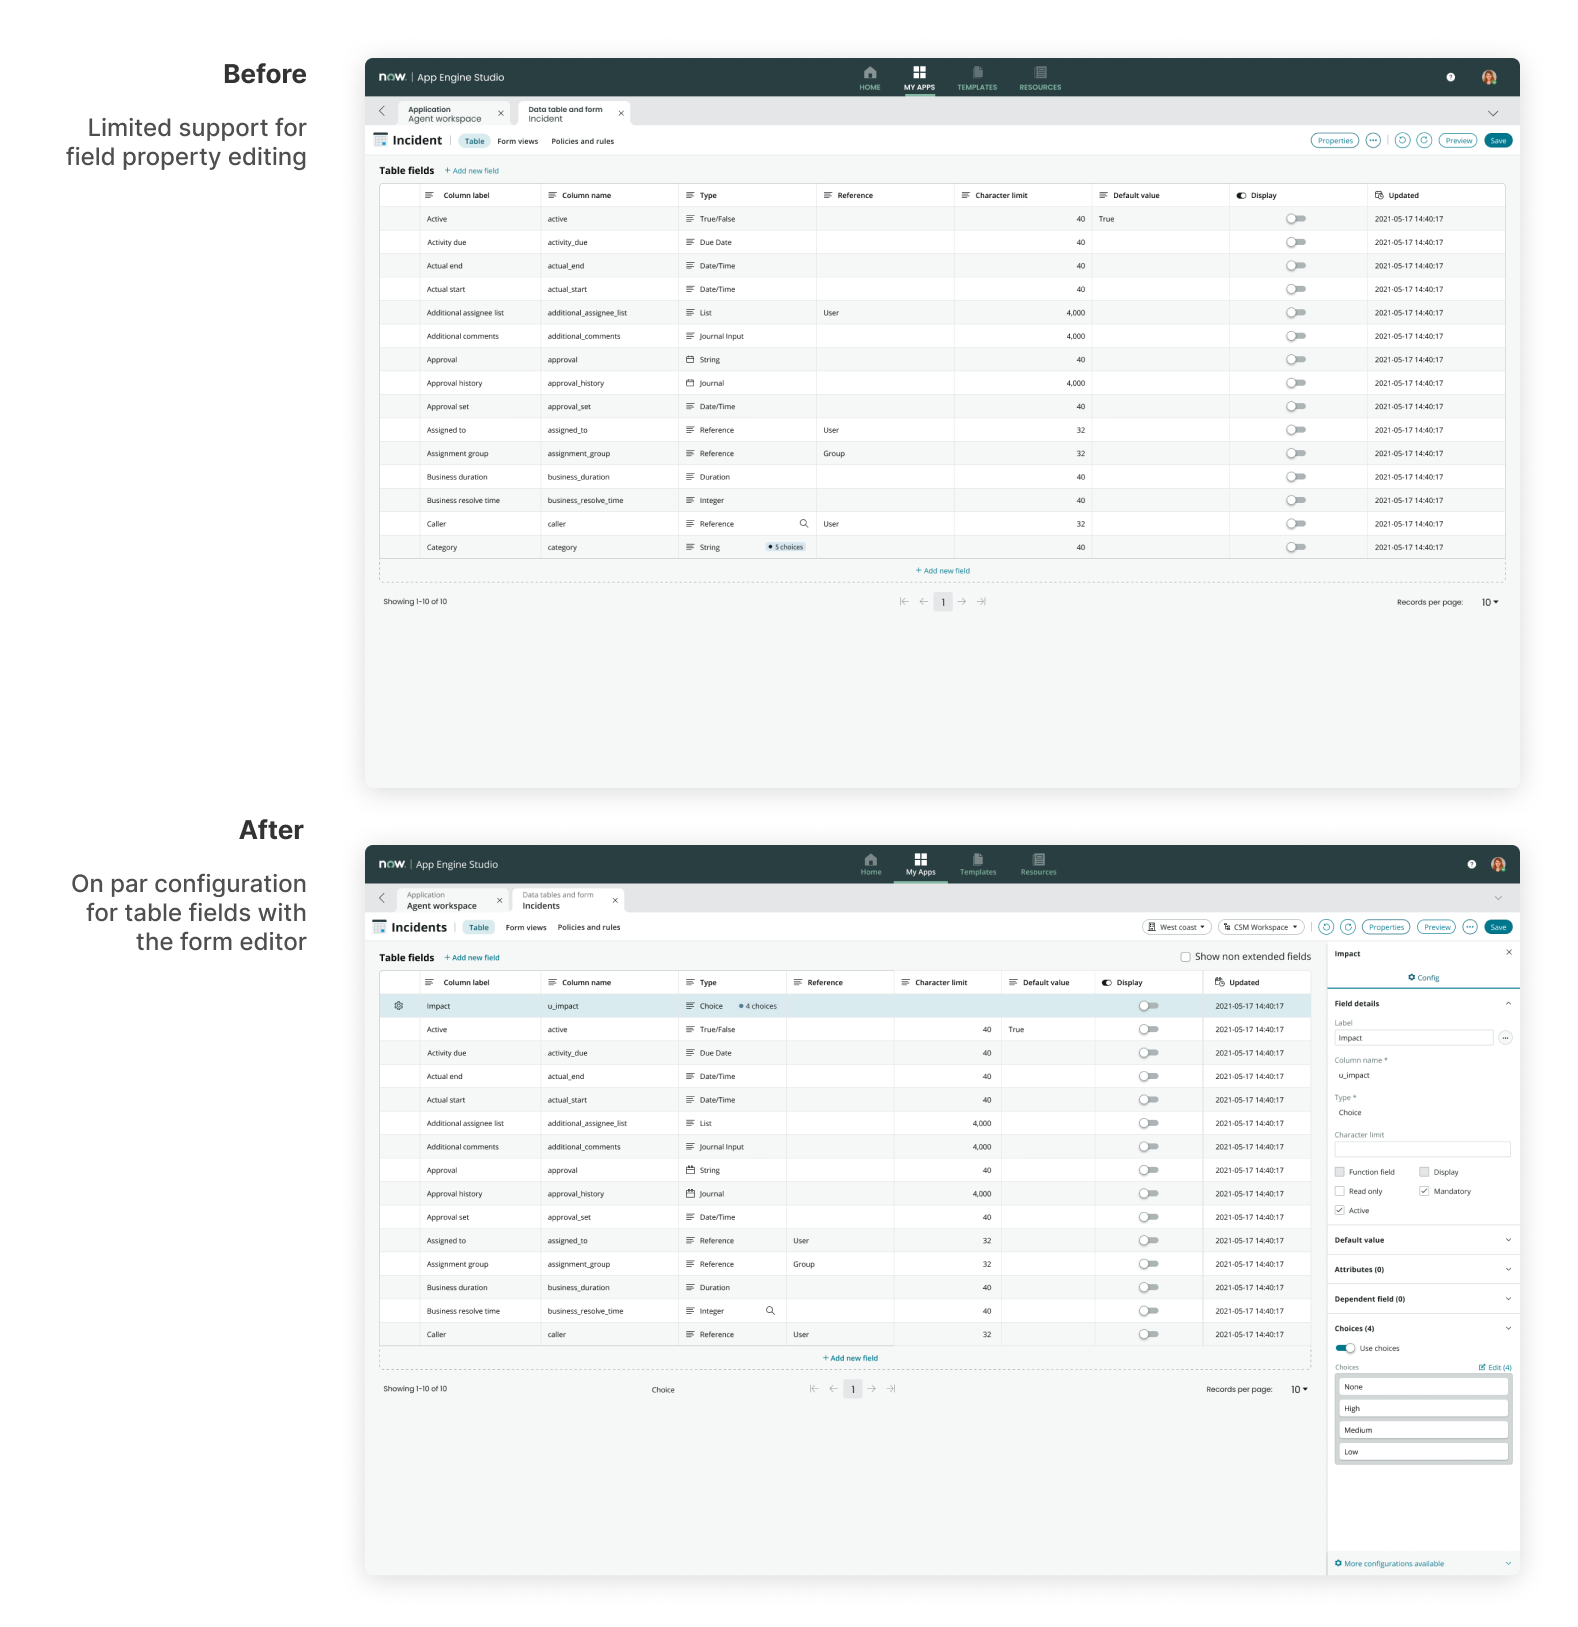 Before
Limited support for
field property editing
now. | App Engine Studio
HOME MY APPS TEMPLATES RESOURCES
Application
Agent workspace
Data table and form
Incident
Incident Table Form views Policies and rules Properties Preview Save
Table fields + Add new field
Column label Column name Type Reference Character limit Default value Display Updated
Active active True/False 40 True 2021-05-17 14:40:17
Activity due activity_due Due Date 40 2021-05-17 14:40:17
Actual end actual_end Date/Time 40 2021-05-17 14:40:17
Actual start actual_start Date/Time 40 2021-05-17 14:40:17
Additional assignee list additional_assignee_list List User 4,000 2021-05-17 14:40:17
Additional comments additional_comments Journal Input 4,000 2021-05-17 14:40:17
Approval approval String 40 2021-05-17 14:40:17
Approval history approval_history Journal 4,000 2021-05-17 14:40:17
Approval set approval_set Date/Time 40 2021-05-17 14:40:17
Assigned to assigned_to Reference User 32 2021-05-17 14:40:17
Assignment group assignment_group Reference Group 32 2021-05-17 14:40:17
Business duration business_duration Duration 40 2021-05-17 14:40:17
Business resolve time business_resolve_time Integer 40 2021-05-17 14:40:17
Caller caller Reference User 32 2021-05-17 14:40:17
Category category String 5 choices 40 2021-05-17 14:40:17
+ Add new field
Showing 1-10 of 10 1 Records per page: 10
After
On par configuration
for table fields with
the form editor
now. | App Engine Studio
Home My Apps Templates Resources
Application
Agent workspace
Data tables and form
Incidents
Incidents Table Form views Policies and rules West coast CSM Workspace Properties Preview Save
Table fields + Add new field Show non extended fields
Column label Column name Type Reference Character limit Default value Display Updated
Impact u_impact Choice 4 choices 2021-05-17 14:40:17
Active active True/False 40 True 2021-05-17 14:40:17
Activity due activity_due Due Date 40 2021-05-17 14:40:17
Actual end actual_end Date/Time 40 2021-05-17 14:40:17
Actual start actual_start Date/Time 40 2021-05-17 14:40:17
Additional assignee list additional_assignee_list List 4,000 2021-05-17 14:40:17
Additional comments additional_comments Journal Input 4,000 2021-05-17 14:40:17
Approval approval String 40 2021-05-17 14:40:17
Approval history approval_history Journal 4,000 2021-05-17 14:40:17
Approval set approval_set Date/Time 40 2021-05-17 14:40:17
Assigned to assigned_to Reference User 32 2021-05-17 14:40:17
Assignment group assignment_group Reference Group 32 2021-05-17 14:40:17
Business duration business_duration Duration 40 2021-05-17 14:40:17
Business resolve time business_resolve_time Integer 40 2021-05-17 14:40:17
Caller caller Reference User 32 2021-05-17 14:40:17
+ Add new field
Showing 1-10 of 10 Choice 1 Records per page: 10
Impact
Config
Field details
Label
Impact
Column name *
u_impact
Type *
Choice
Character limit
Function field Display
Read only Mandatory
Active
Default value
Attributes (0)
Dependent field (0)
Choices (4)
Use choices
Choices Edit (4)
None
High
Medium
Low
More configurations available